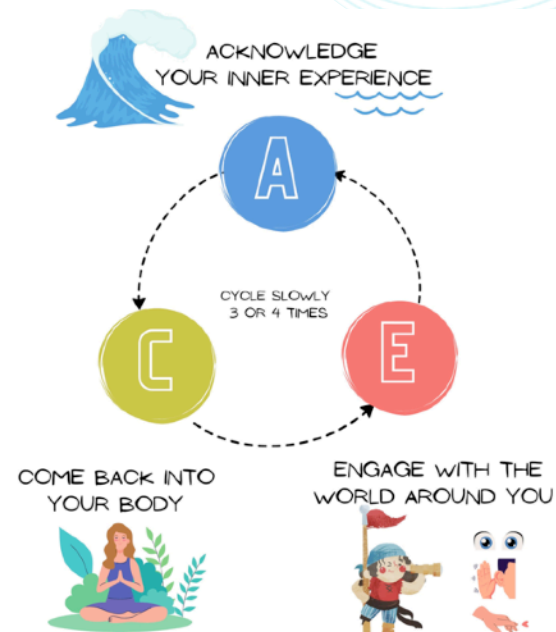 ACKNOWLEDGE
YOUR INNER EXPERIENCE
A
CYCLE SLOWLY
3 OR 4 TIMES
C
E
COME BACK INTO
YOUR BODY
ENGAGE WITH THE
WORLD AROUND YOU